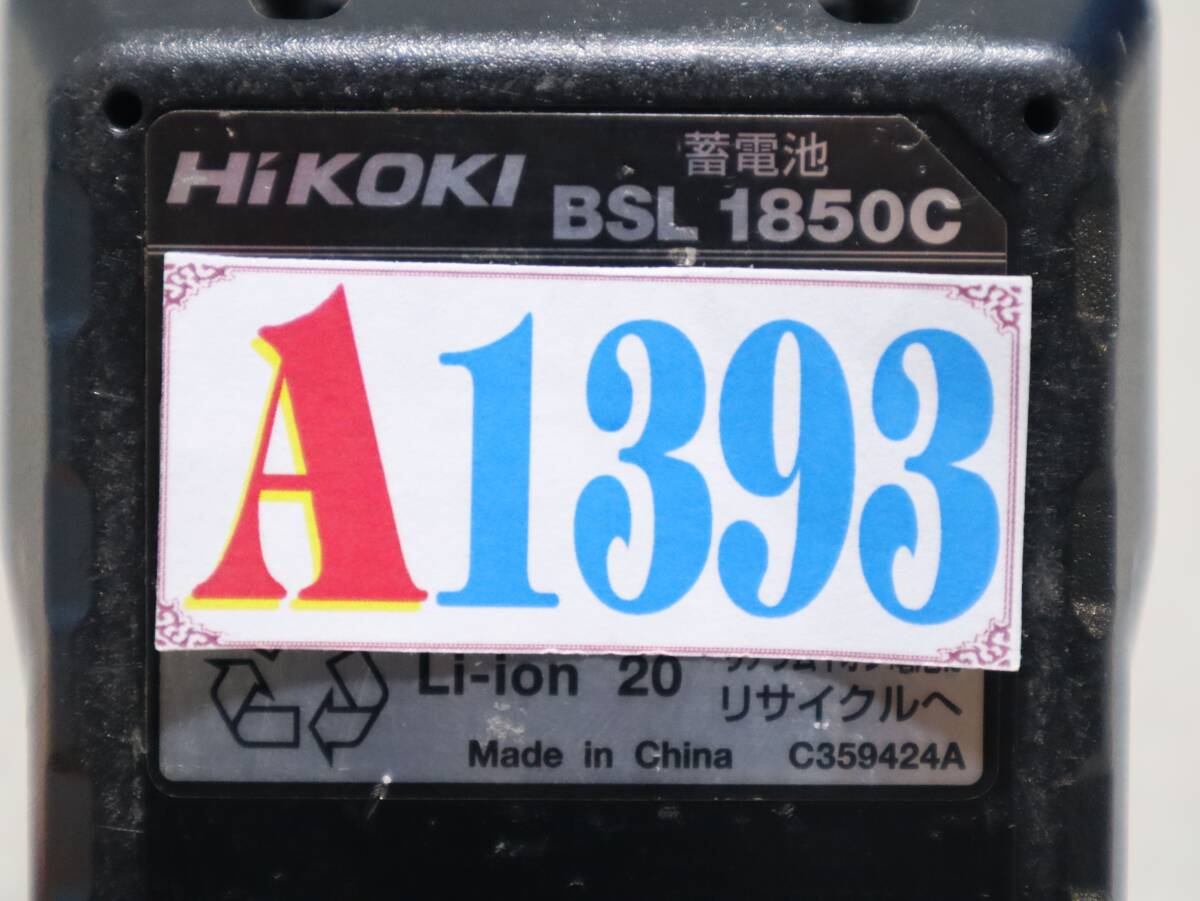 HiKOKI
蓄電池
BSL 1850C
A1393
Li-ion 20
リサイクルへ
Made in China C359424A